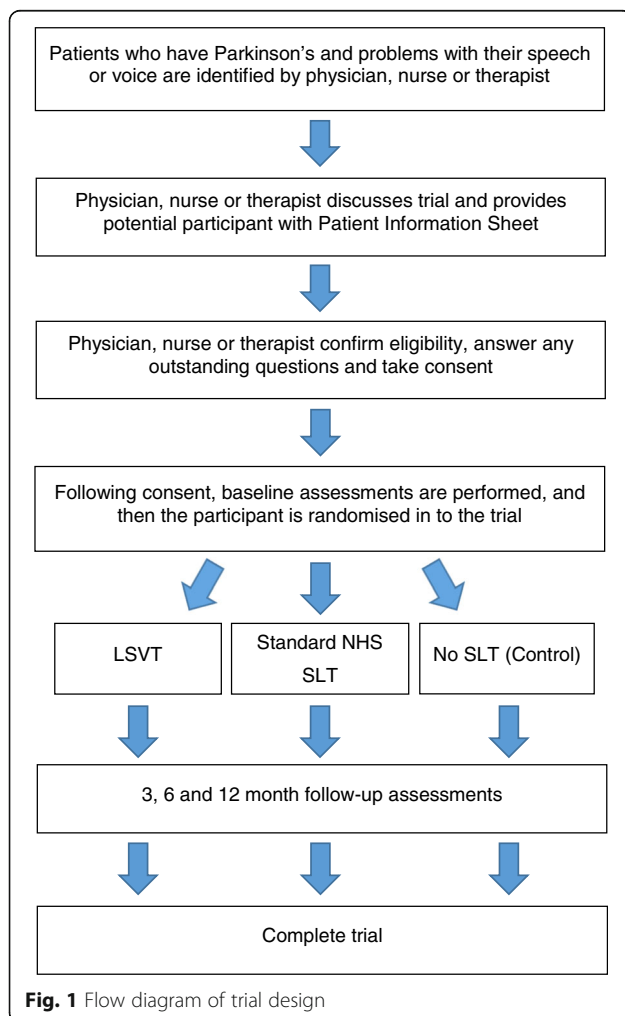 Patients who have Parkinson's and problems with their speech
or voice are identified by physician, nurse or therapist
Physician, nurse or therapist discusses trial and provides
potential participant with Patient Information Sheet
Physician, nurse or therapist confirm eligibility, answer any
outstanding questions and take consent
Following consent, baseline assessments are performed, and
then the participant is randomised in to the trial
LSVT
Standard NHS
SLT
No SLT (Control)
3, 6 and 12 month follow-up assessments
Complete trial
Fig. 1 Flow diagram of trial design